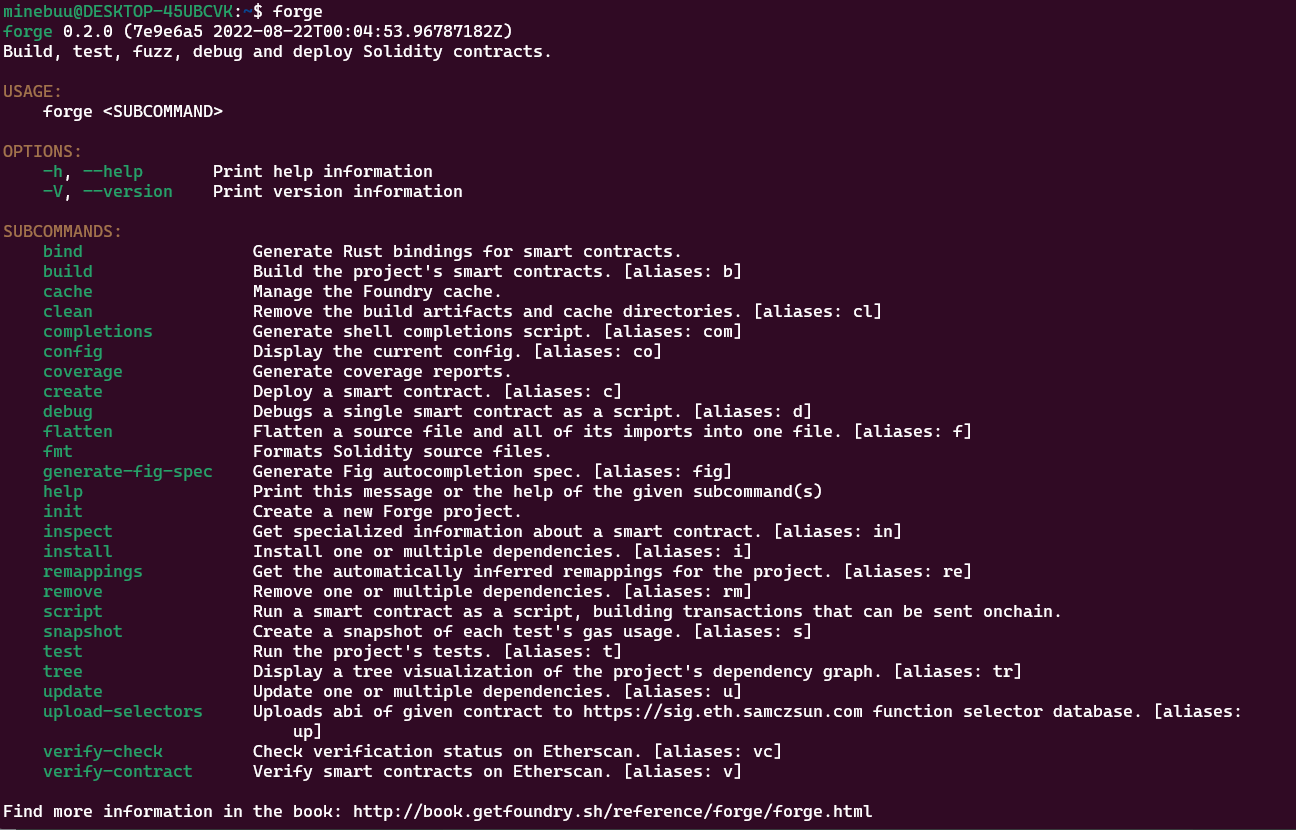 minebuu@DESKTOP-45UBCVK:~$ forge
forge 0.2.0 (7e9e6a5 2022-08-22T00:04:53.96787182Z)
Build, test, fuzz, debug and deploy Solidity contracts.
USAGE:
    forge <SUBCOMMAND>
OPTIONS:
    -h, --help       Print help information
    -V, --version    Print version information
SUBCOMMANDS:
    bind                 Generate Rust bindings for smart contracts.
    build                Build the project's smart contracts. [aliases: b]
    cache                Manage the Foundry cache.
    clean                Remove the build artifacts and cache directories. [aliases: cl]
    completions          Generate shell completions script. [aliases: com]
    config               Display the current config. [aliases: co]
    coverage             Generate coverage reports.
    create               Deploy a smart contract. [aliases: c]
    debug                Debugs a single smart contract as a script. [aliases: d]
    flatten              Flatten a source file and all of its imports into one file. [aliases: f]
    fmt                  Formats Solidity source files.
    generate-fig-spec    Generate Fig autocompletion spec. [aliases: fig]
    help                 Print this message or the help of the given subcommand(s)
    init                 Create a new Forge project.
    inspect              Get specialized information about a smart contract. [aliases: in]
    install              Install one or multiple dependencies. [aliases: i]
    remappings           Get the automatically inferred remappings for the project. [aliases: re]
    remove               Remove one or multiple dependencies. [aliases: rm]
    script               Run a smart contract as a script, building transactions that can be sent onchain.
    snapshot             Create a snapshot of each test's gas usage. [aliases: s]
    test                 Run the project's tests. [aliases: t]
    tree                 Display a tree visualization of the project's dependency graph. [aliases: tr]
    update               Update one or multiple dependencies. [aliases: u]
    upload-selectors     Uploads abi of given contract to https://sig.eth.samczsun.com function selector database. [aliases:
                             up]
    verify-check         Check verification status on Etherscan. [aliases: vc]
    verify-contract      Verify smart contracts on Etherscan. [aliases: v]
Find more information in the book: http://book.getfoundry.sh/reference/forge/forge.html